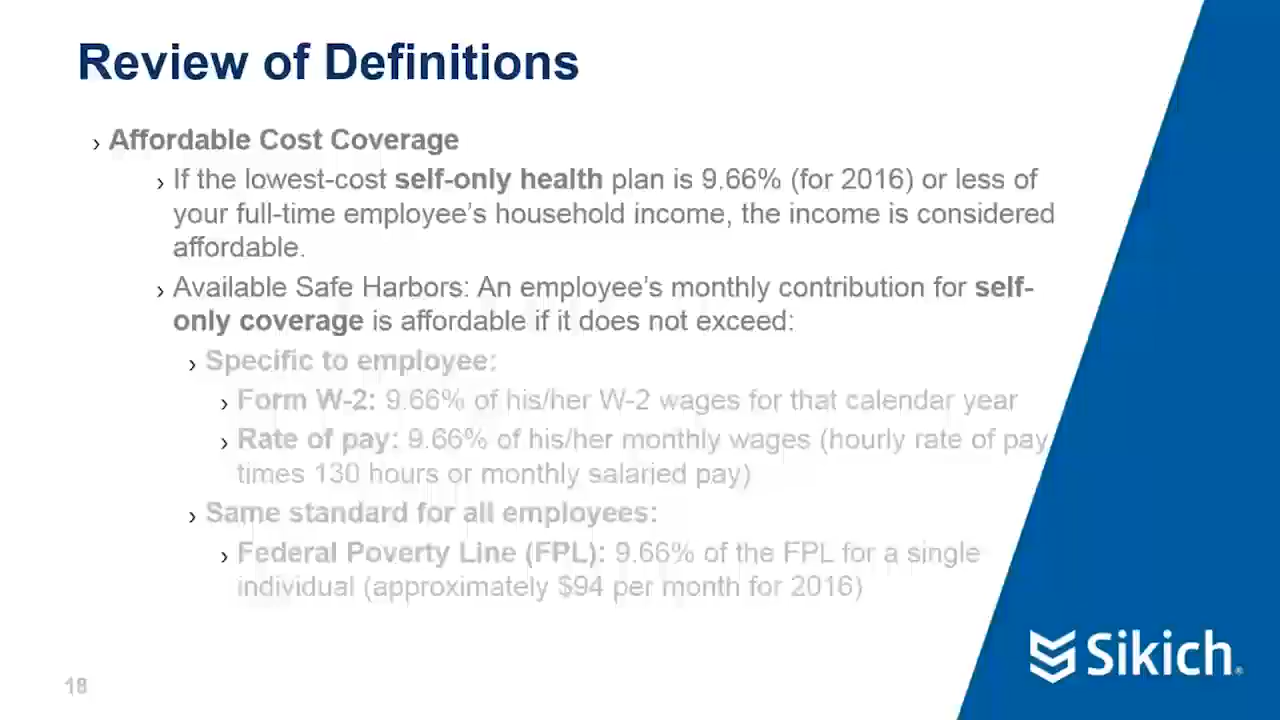 Review of Definitions
› Affordable Cost Coverage
› If the lowest-cost self-only health plan is 9.66% (for 2016) or less of
your full-time employee's household income, the income is considered
affordable.
› Available Safe Harbors: An employee's monthly contribution for self-
only coverage is affordable if it does not exceed:
› Specific to employee:
› Form W-2: 9.66% of his/her W-2 wages for that calendar year
› Rate of pay: 9.66% of his/her monthly wages (hourly rate of pay
times 130 hours or monthly salaried pay)
› Same standard for all employees:
› Federal Poverty Line (FPL): 9.66% of the FPL for a single
individual (approximately $94 per month for 2016)
Sikich®
18